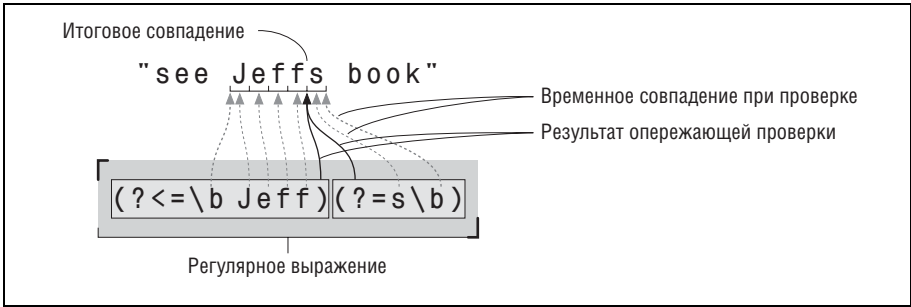 Итоговое совпадение
"see Jeffs book"
Временное совпадение при проверке
Результат опережающей проверки
(?<=\b Jeff)(?=s\b)
Регулярное выражение